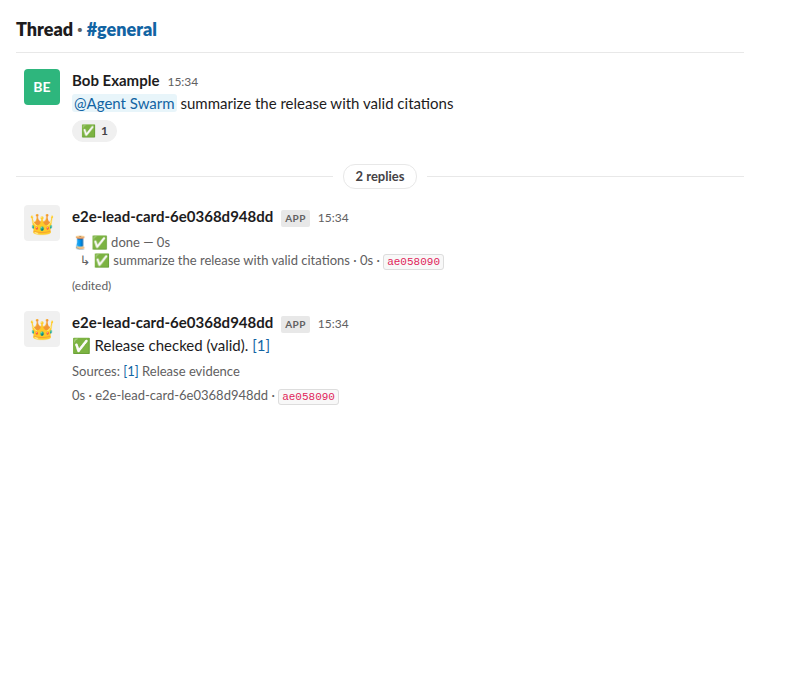 Thread • #general
BE
Bob Example 15:34
@Agent Swarm summarize the release with valid citations
✅ 1
2 replies
e2e-lead-card-6e0368d948dd APP 15:34
🧵 ✅ done — 0s
↳ ✅ summarize the release with valid citations · 0s · ae058090
(edited)
e2e-lead-card-6e0368d948dd APP 15:34
✅ Release checked (valid). [1]
Sources: [1] Release evidence
0s · e2e-lead-card-6e0368d948dd · ae058090